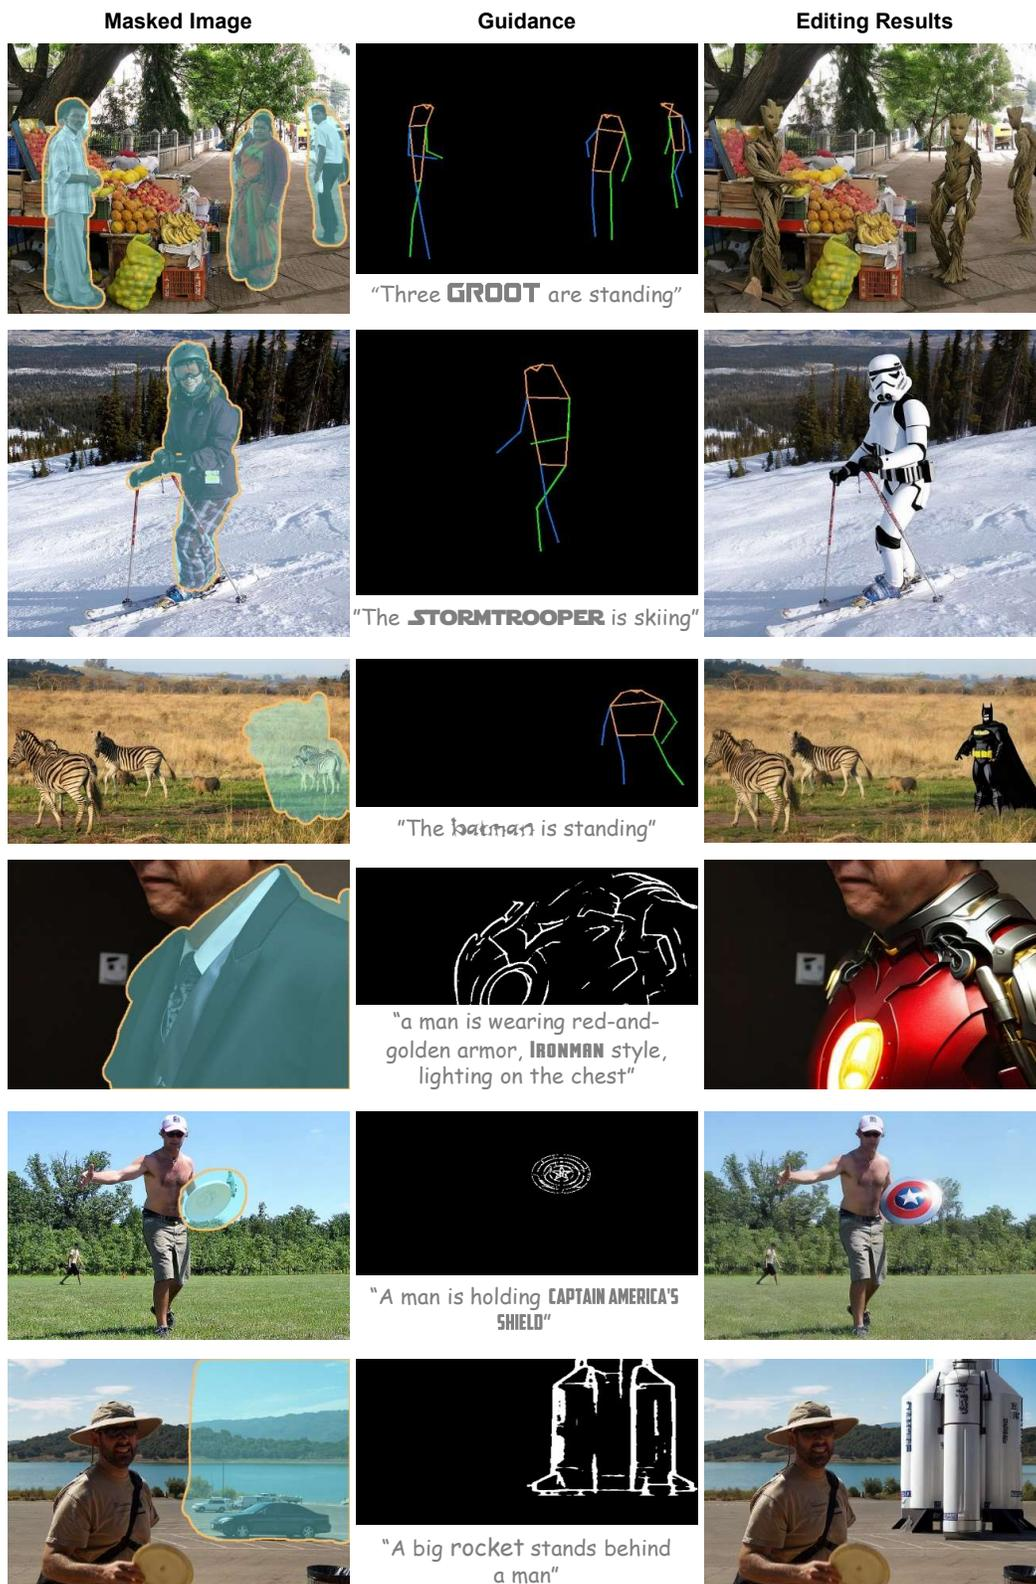 Masked Image
Guidance
Editing Results
"Three GROOT are standing"
"The STORMTROOPER is skiing"
"The batman is standing"
"a man is wearing red-and-
golden armor, IRONMAN style,
lighting on the chest"
"A man is holding CAPTAIN AMERICA'S
SHIELD"
"A big rocket stands behind
a man"